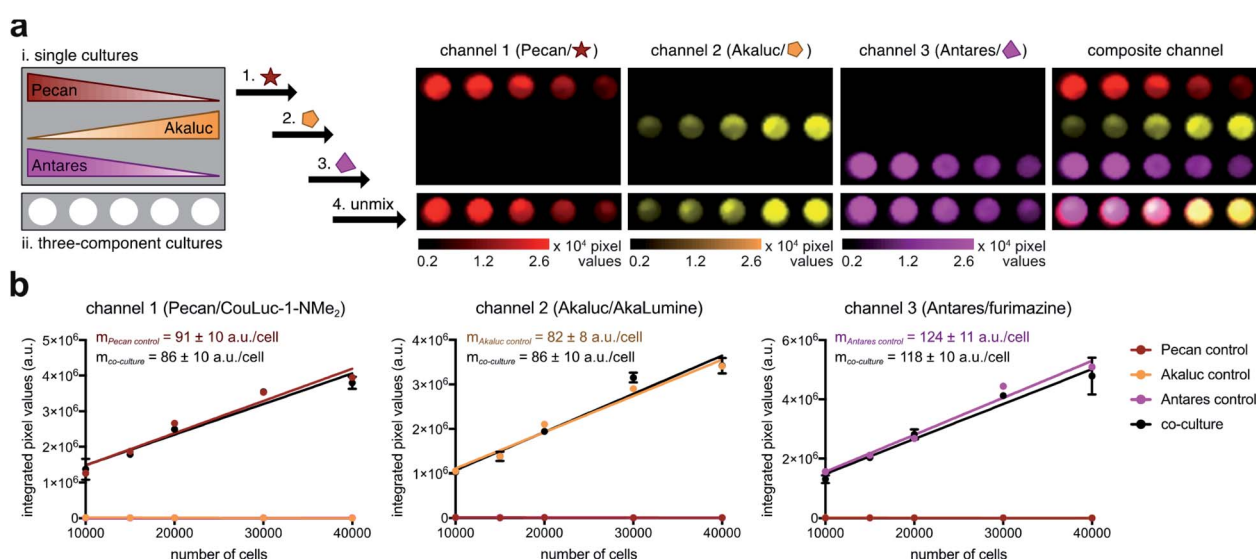 a
i. single cultures
Pecan
Akaluc
Antares
ii. three-component cultures
1.
2.
3.
4. unmix
channel 1 (Pecan/★)
channel 2 (Akaluc/⬟)
channel 3 (Antares/ )
composite channel
0.2 1.2 2.6 x 10⁴ pixel values
0.2 1.2 2.6 x 10⁴ pixel values
0.2 1.2 2.6 x 10⁴ pixel values
b
channel 1 (Pecan/CouLuc-1-NMe₂)
m Pecan control = 91 ± 10 a.u./cell
m co-culture = 86 ± 10 a.u./cell
integrated pixel values (a.u.)
5×10⁶
4×10⁶
3×10⁶
2×10⁶
1×10⁶
0
10000 20000 30000 40000
number of cells
channel 2 (Akaluc/AkaLumine)
m Akaluc control = 82 ± 8 a.u./cell
m co-culture = 86 ± 10 a.u./cell
integrated pixel values (a.u.)
4×10⁶
3×10⁶
2×10⁶
1×10⁶
0
10000 20000 30000 40000
number of cells
channel 3 (Antares/furimazine)
m Antares control = 124 ± 11 a.u./cell
m co-culture = 118 ± 10 a.u./cell
integrated pixel values (a.u.)
6×10⁶
4×10⁶
2×10⁶
0
10000 20000 30000 40000
number of cells
Pecan control
Akaluc control
Antares control
co-culture